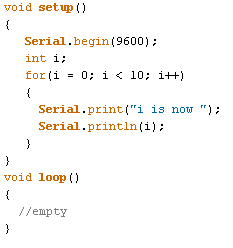 void setup()
{
Serial.begin(9600);
int i;
for(i = 0; i < 10; i++)
{
Serial.print("i is now ");
Serial.println(i);
}
}
void loop()
{
//empty
}